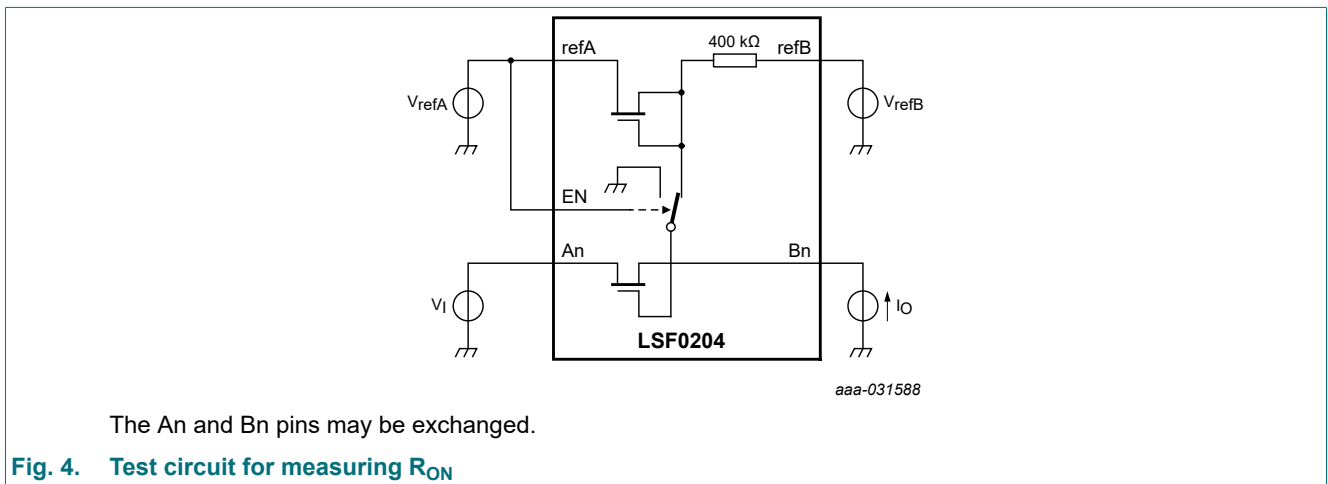 refA
400 kΩ
refB
VrefA
VrefB
EN
An
Bn
VI
IO
LSF0204
aaa-031588
The An and Bn pins may be exchanged.
Fig. 4. Test circuit for measuring RON